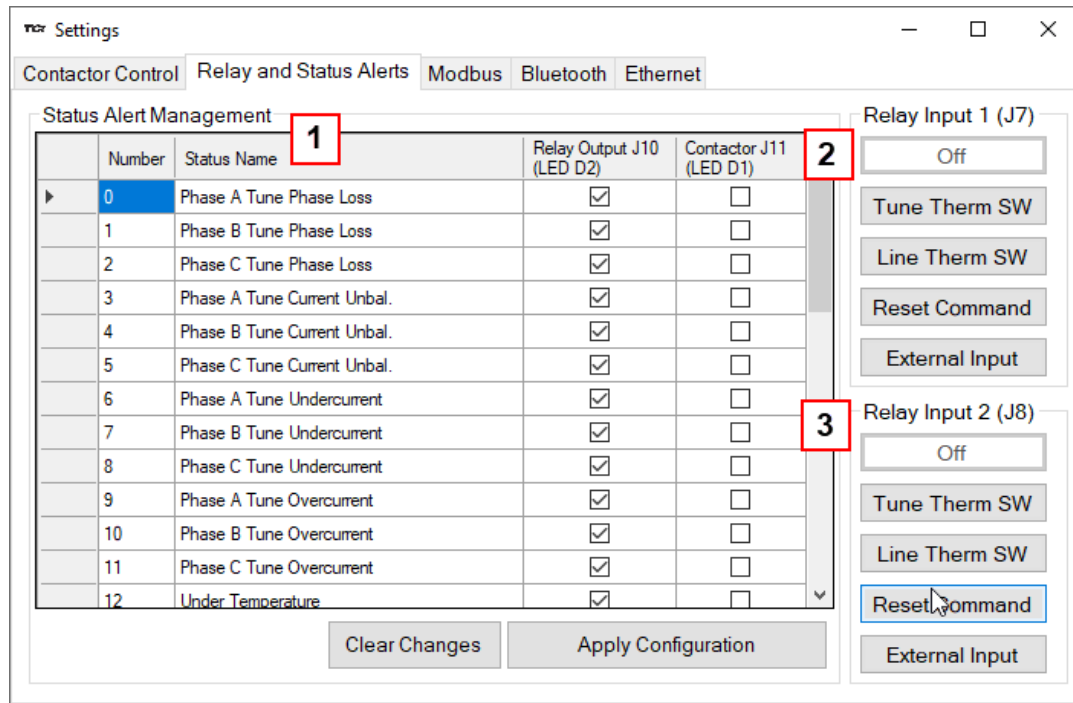 TCI Settings
Contactor Control Relay and Status Alerts Modbus Bluetooth Ethernet
Status Alert Management
1
Number Status Name Relay Output J10 (LED D2) Contactor J11 (LED D1)
0 Phase A Tune Phase Loss
1 Phase B Tune Phase Loss
2 Phase C Tune Phase Loss
3 Phase A Tune Current Unbal.
4 Phase B Tune Current Unbal.
5 Phase C Tune Current Unbal.
6 Phase A Tune Undercurrent
7 Phase B Tune Undercurrent
8 Phase C Tune Undercurrent
9 Phase A Tune Overcurrent
10 Phase B Tune Overcurrent
11 Phase C Tune Overcurrent
12 Under Temperature
Clear Changes Apply Configuration
Relay Input 1 (J7)
2
Off
Tune Therm SW
Line Therm SW
Reset Command
External Input
Relay Input 2 (J8)
3
Off
Tune Therm SW
Line Therm SW
Reset Command
External Input